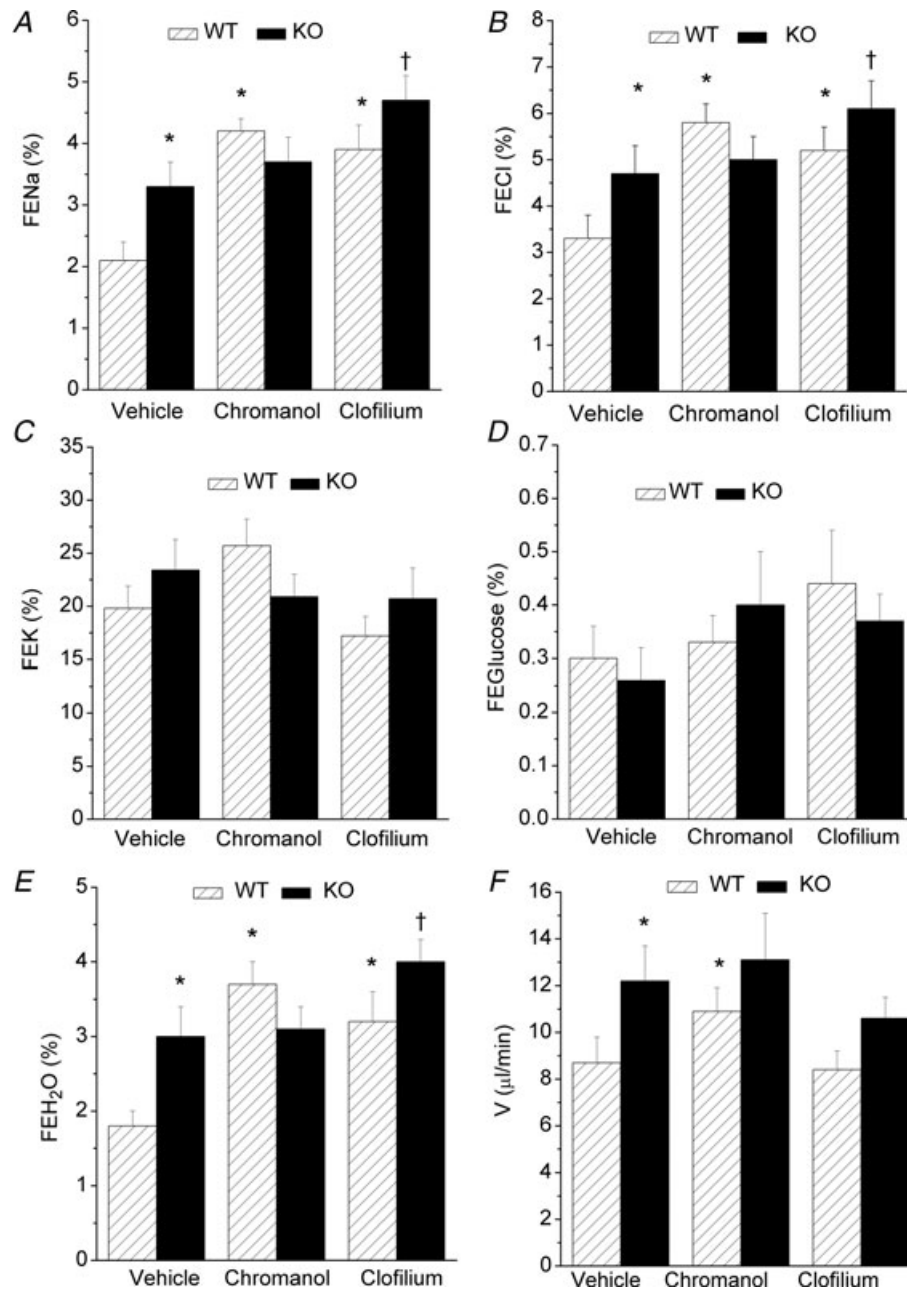 A
WT KO
FENa (%)
6
5
4
3
2
1
0
* * * †
Vehicle Chromanol Clofilium
B
WT KO
FECl (%)
8
7
6
5
4
3
2
1
0
* * * †
Vehicle Chromanol Clofilium
C
WT KO
FEK (%)
35
30
25
20
15
10
5
0
Vehicle Chromanol Clofilium
D
WT KO
FEGlucose (%)
0.7
0.6
0.5
0.4
0.3
0.2
0.1
0.0
Vehicle Chromanol Clofilium
E
WT KO
FEH₂O (%)
5
4
3
2
1
0
* * * †
Vehicle Chromanol Clofilium
F
WT KO
V (μl/min)
16
14
12
10
8
6
4
2
0
* *
Vehicle Chromanol Clofilium